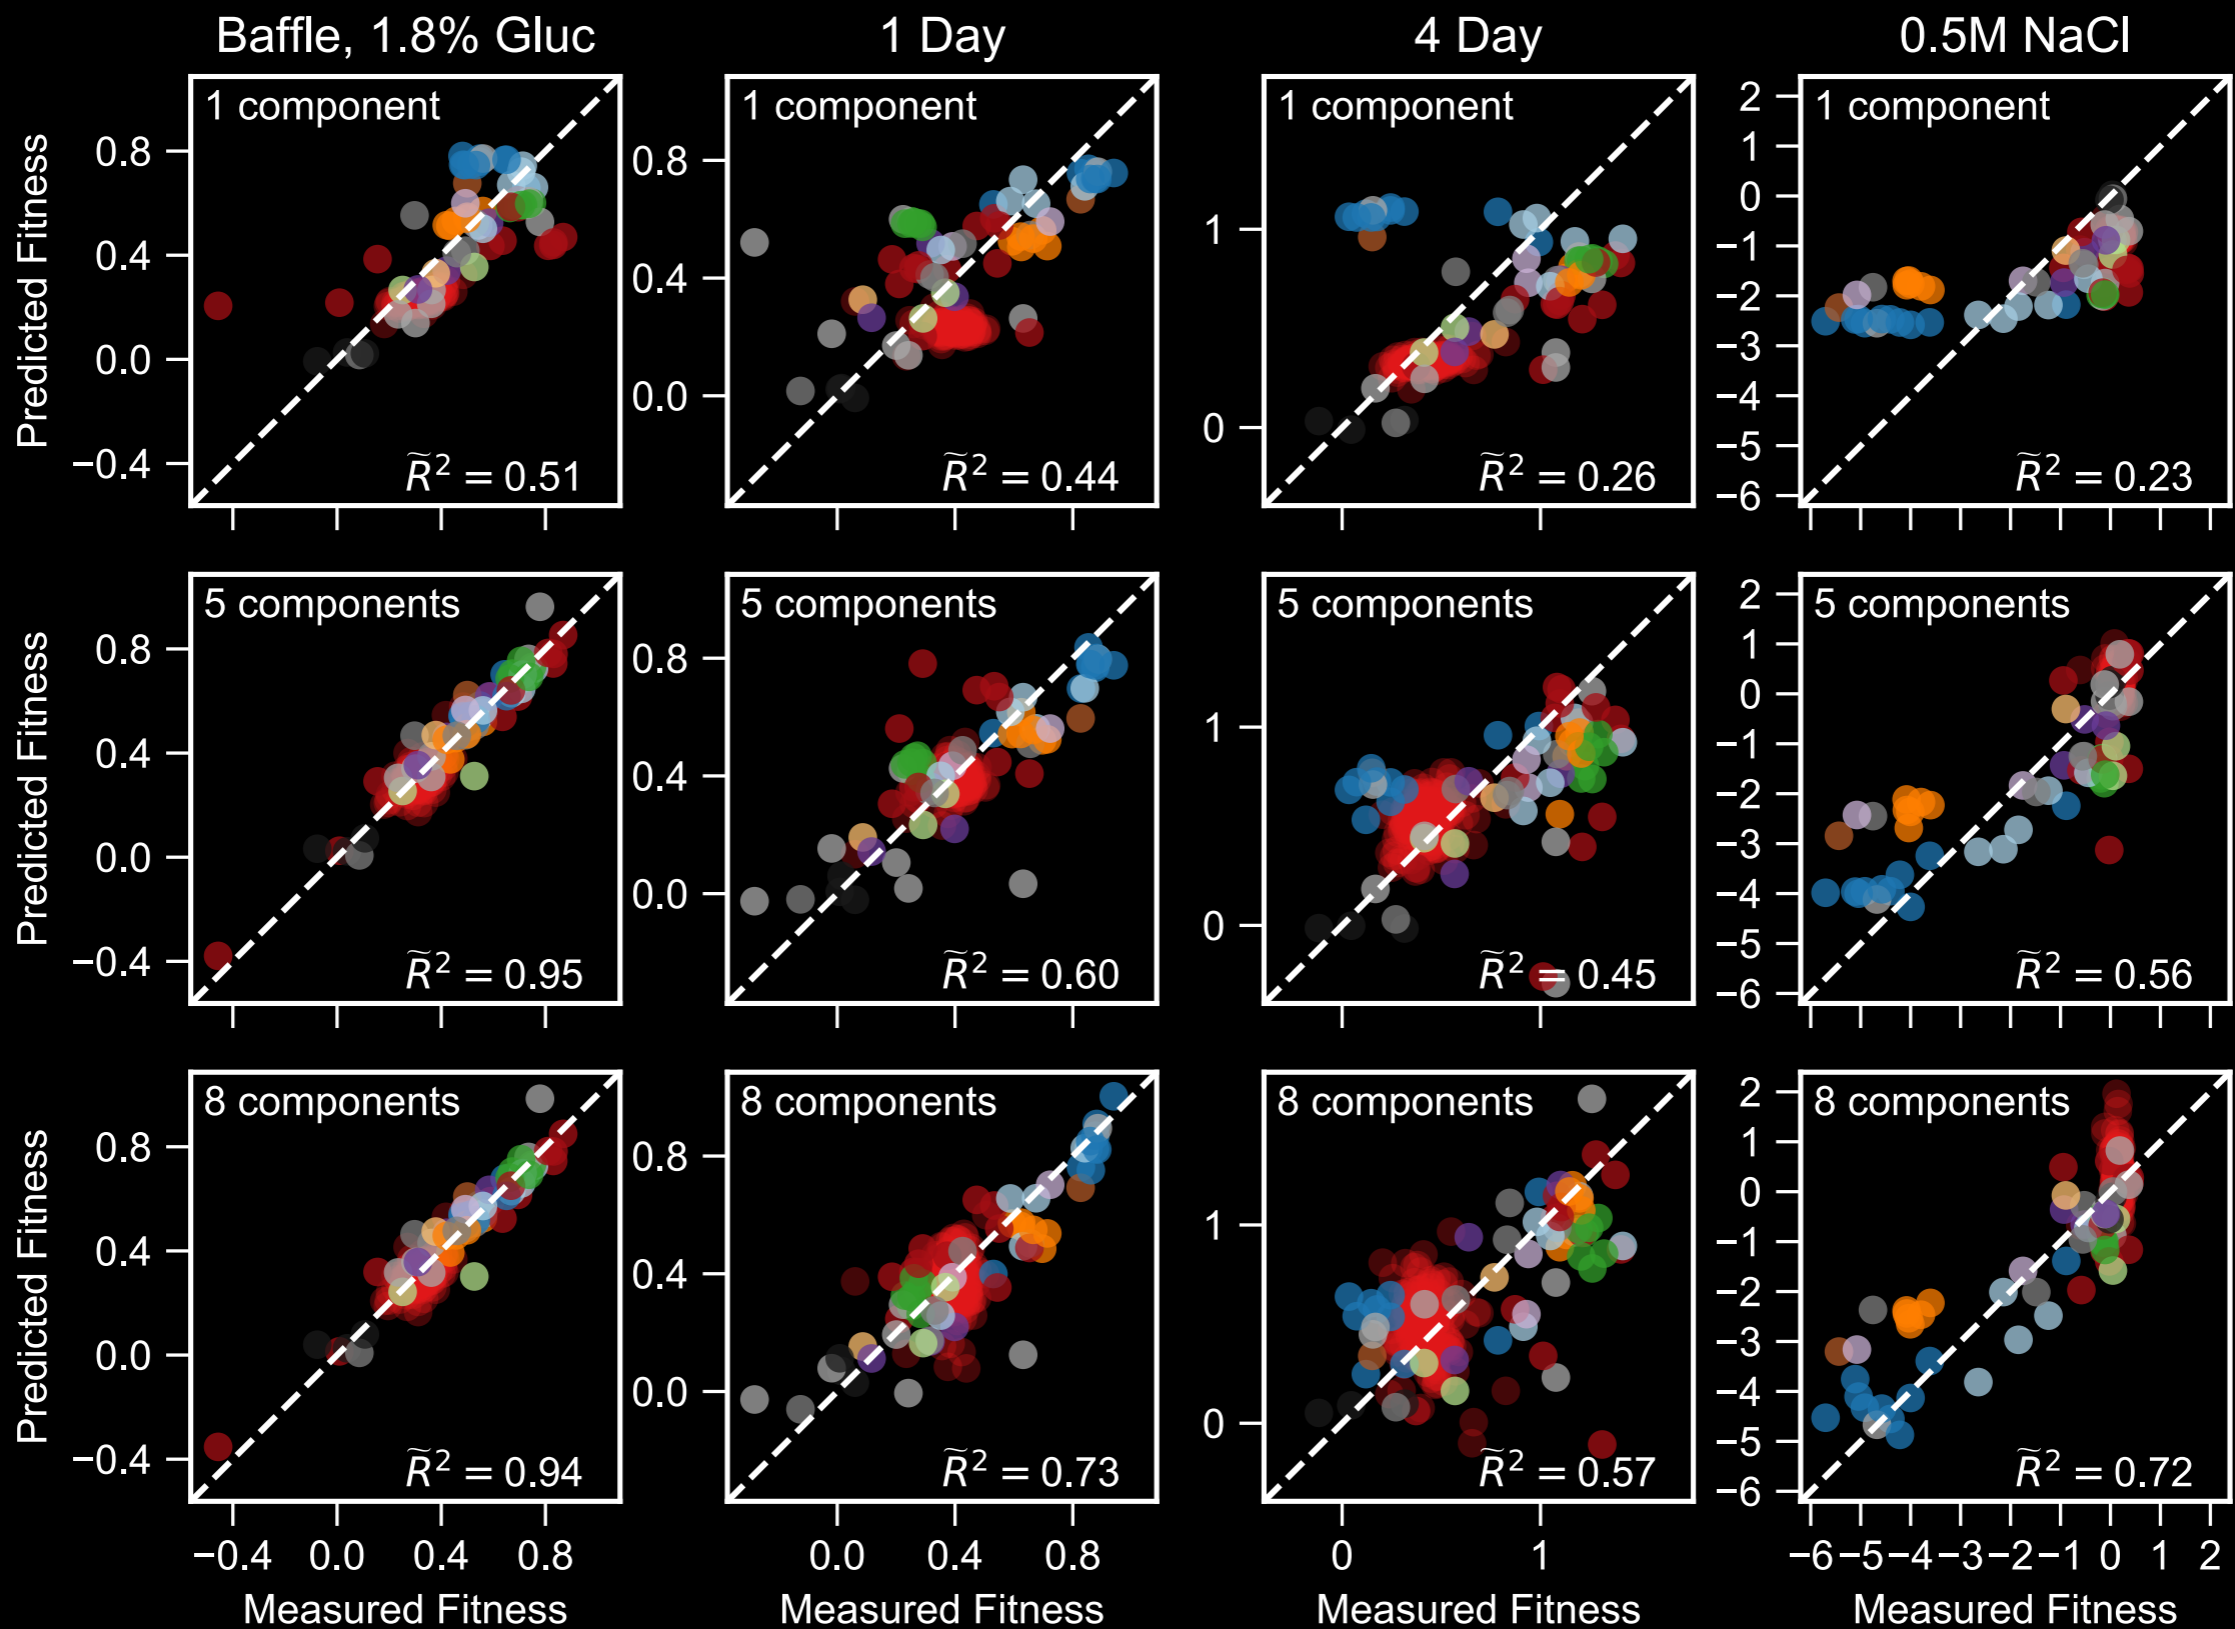 Baffle, 1.8% Gluc
1 Day
4 Day
0.5M NaCl
Predicted Fitness
0.8
0.4
0.0
−0.4
1 component
R̃² = 0.51
0.8
0.4
0.0
1 component
R̃² = 0.44
1
0
1 component
R̃² = 0.26
2
1
0
−1
−2
−3
−4
−5
−6
1 component
R̃² = 0.23
Predicted Fitness
0.8
0.4
0.0
−0.4
5 components
R̃² = 0.95
0.8
0.4
0.0
5 components
R̃² = 0.60
1
0
5 components
R̃² = 0.45
2
1
0
−1
−2
−3
−4
−5
−6
5 components
R̃² = 0.56
Predicted Fitness
0.8
0.4
0.0
−0.4
8 components
R̃² = 0.94
0.8
0.4
0.0
8 components
R̃² = 0.73
1
0
8 components
R̃² = 0.57
2
1
0
−1
−2
−3
−4
−5
−6
8 components
R̃² = 0.72
−0.4 0.0 0.4 0.8
0.0 0.4 0.8
0 1
−6 −5 −4 −3 −2 −1 0 1 2
Measured Fitness
Measured Fitness
Measured Fitness
Measured Fitness